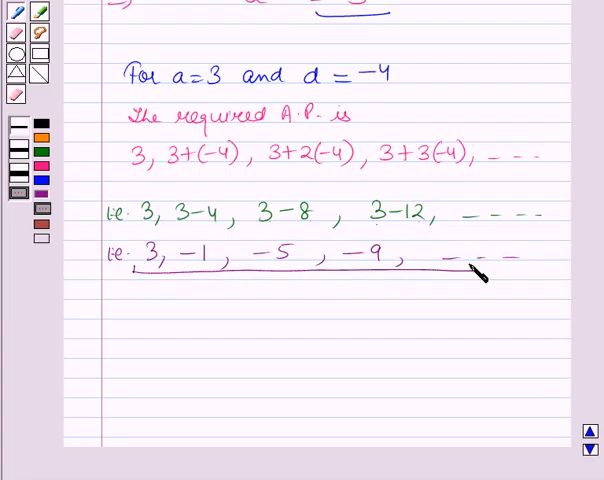 For a=3 and d = -4
The required A.P. is
3, 3+(-4), 3+2(-4), 3+3(-4), - - -
i.e. 3, 3-4, 3-8, 3-12, - - - -
i.e. 3, -1, -5, -9, - - -